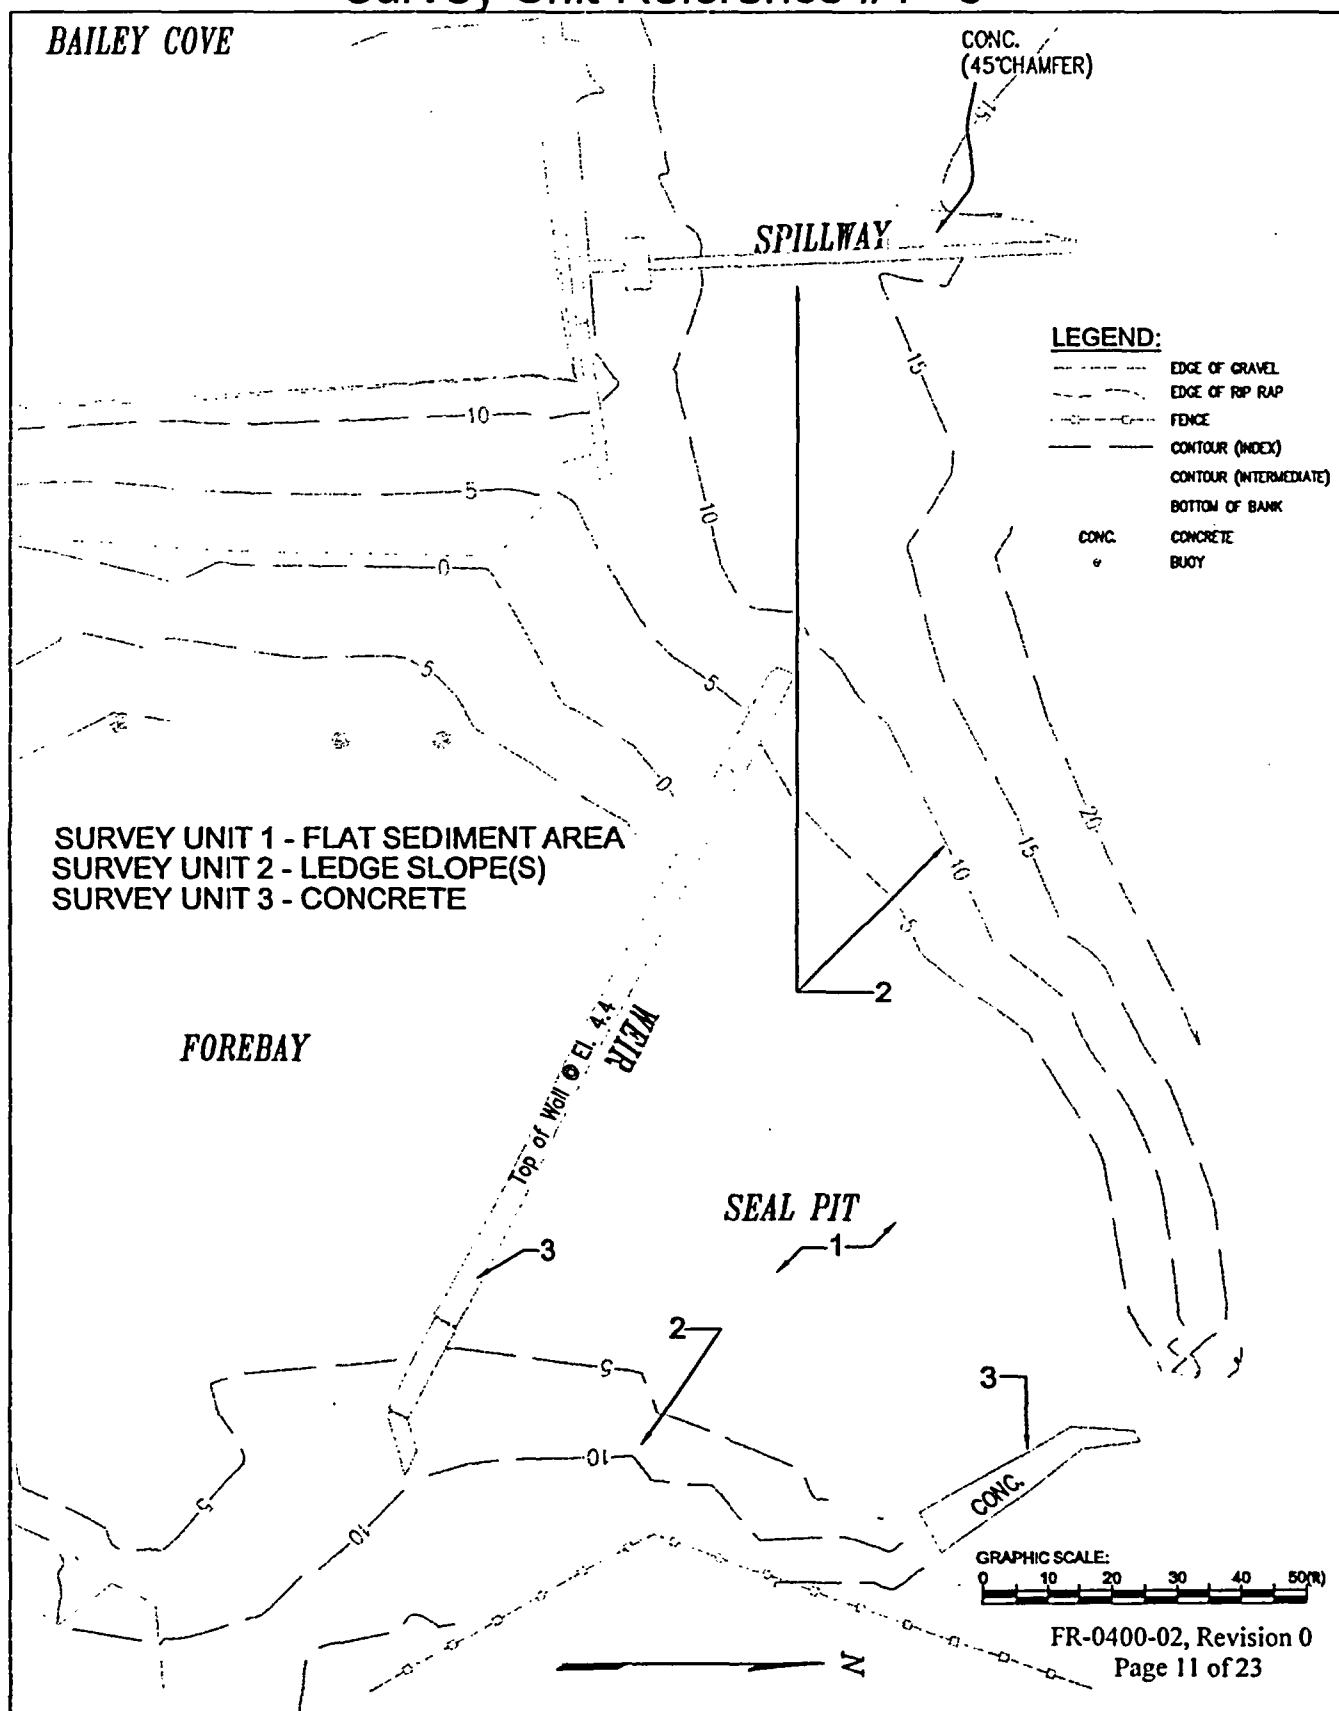 BAILEY COVE
CONC.
(45°CHAMFER)
15
SPILLWAY
LEGEND:
EDGE OF GRAVEL
EDGE OF RIP RAP
FENCE
CONTOUR (INDEX)
CONTOUR (INTERMEDIATE)
BOTTOM OF BANK
CONC. CONCRETE
BUOY
15
10
5
10
0
5
5
0
20
15
10
5
SURVEY UNIT 1 - FLAT SEDIMENT AREA
SURVEY UNIT 2 - LEDGE SLOPE(S)
SURVEY UNIT 3 - CONCRETE
2
FOREBAY
Top of Wall @ El. 4.4
WEIR
SEAL PIT
1
3
2
5
3
10
CONC.
5
10
GRAPHIC SCALE:
0 10 20 30 40 50(ft)
N
FR-0400-02, Revision 0
Page 11 of 23